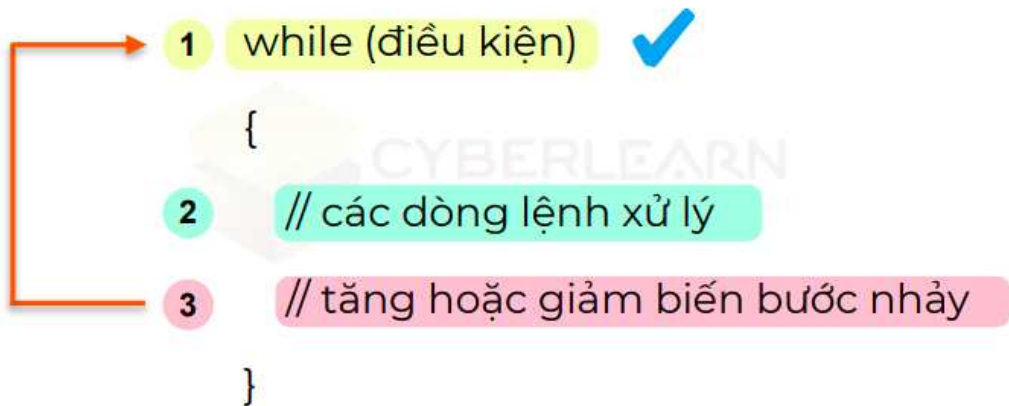 1 while (điều kiện)
{
CYBERLEARN
2 // các dòng lệnh xử lý
3 // tăng hoặc giảm biến bước nhảy
}